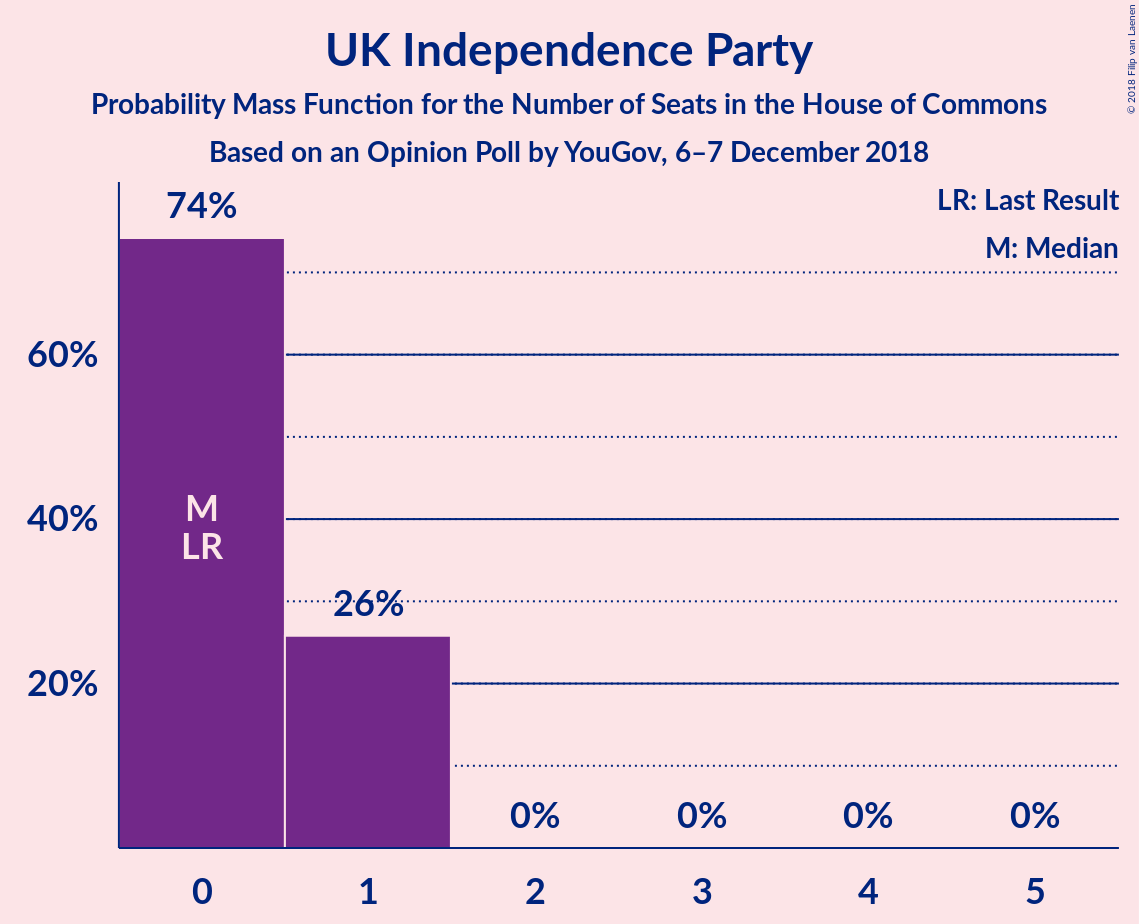 UK Independence Party
Probability Mass Function for the Number of Seats in the House of Commons
Based on an Opinion Poll by YouGov, 6–7 December 2018
© 2018 Filip van Laenen
LR: Last Result
M: Median
74%
60%
40%
20%
M
LR
26%
0%
0%
0%
0%
0
1
2
3
4
5